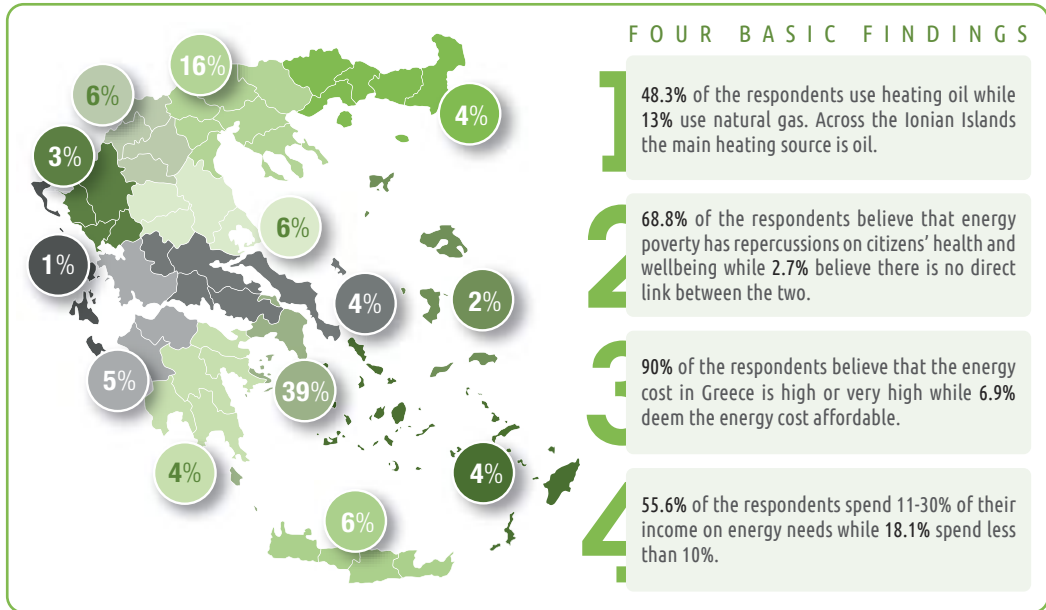 FOUR BASIC FINDINGS
16%
6%
4%
3%
6%
1%
4%
2%
5%
39%
4%
4%
6%
1
48.3% of the respondents use heating oil while
13% use natural gas. Across the Ionian Islands
the main heating source is oil.
2
68.8% of the respondents believe that energy
poverty has repercussions on citizens’ health and
wellbeing while 2.7% believe there is no direct
link between the two.
3
90% of the respondents believe that the energy
cost in Greece is high or very high while 6.9%
deem the energy cost affordable.
4
55.6% of the respondents spend 11-30% of their
income on energy needs while 18.1% spend less
than 10%.